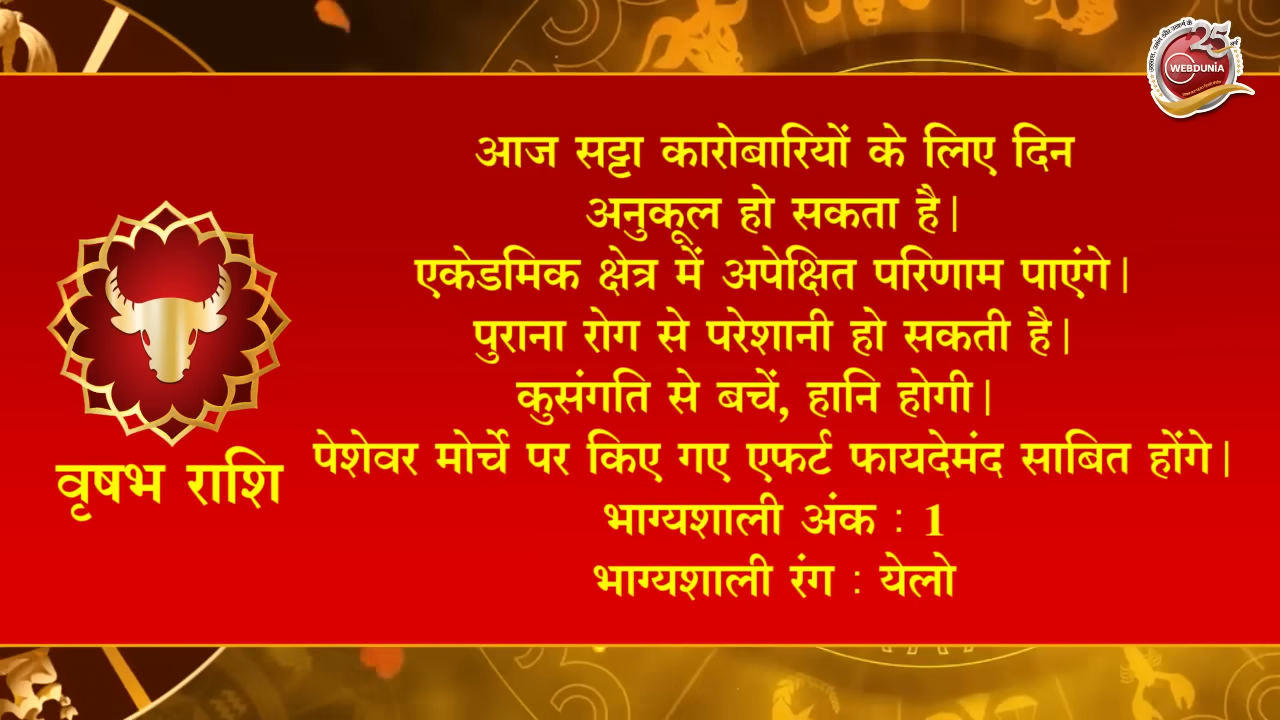 आज सट्टा कारोबारियों के लिए दिन
अनुकूल हो सकता है।
एकेडमिक क्षेत्र में अपेक्षित परिणाम पाएंगे।
पुराना रोग से परेशानी हो सकती है।
कुसंगति से बचें, हानि होगी।
पेशेवर मोर्चे पर किए गए एफर्ट फायदेमंद साबित होंगे।
भाग्यशाली अंक : 1
भाग्यशाली रंग : येलो
वृषभ राशि
25
WEBDUNIA